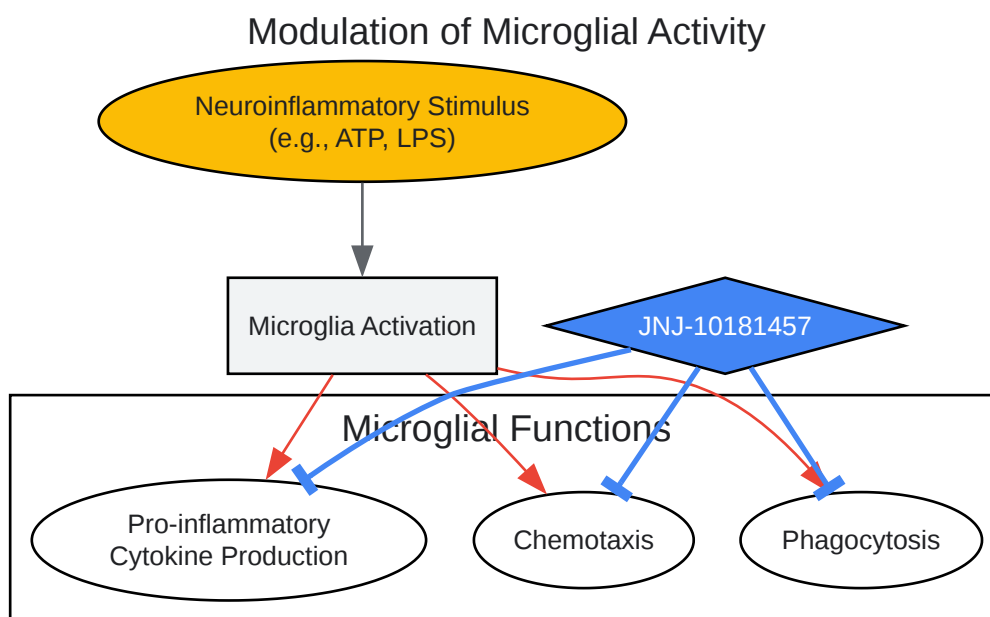 Modulation of Microglial Activity
Neuroinflammatory Stimulus
(e.g., ATP, LPS)
Microglia Activation
JNJ-10181457
Microglial Functions
Pro-inflammatory
Cytokine Production
Chemotaxis
Phagocytosis